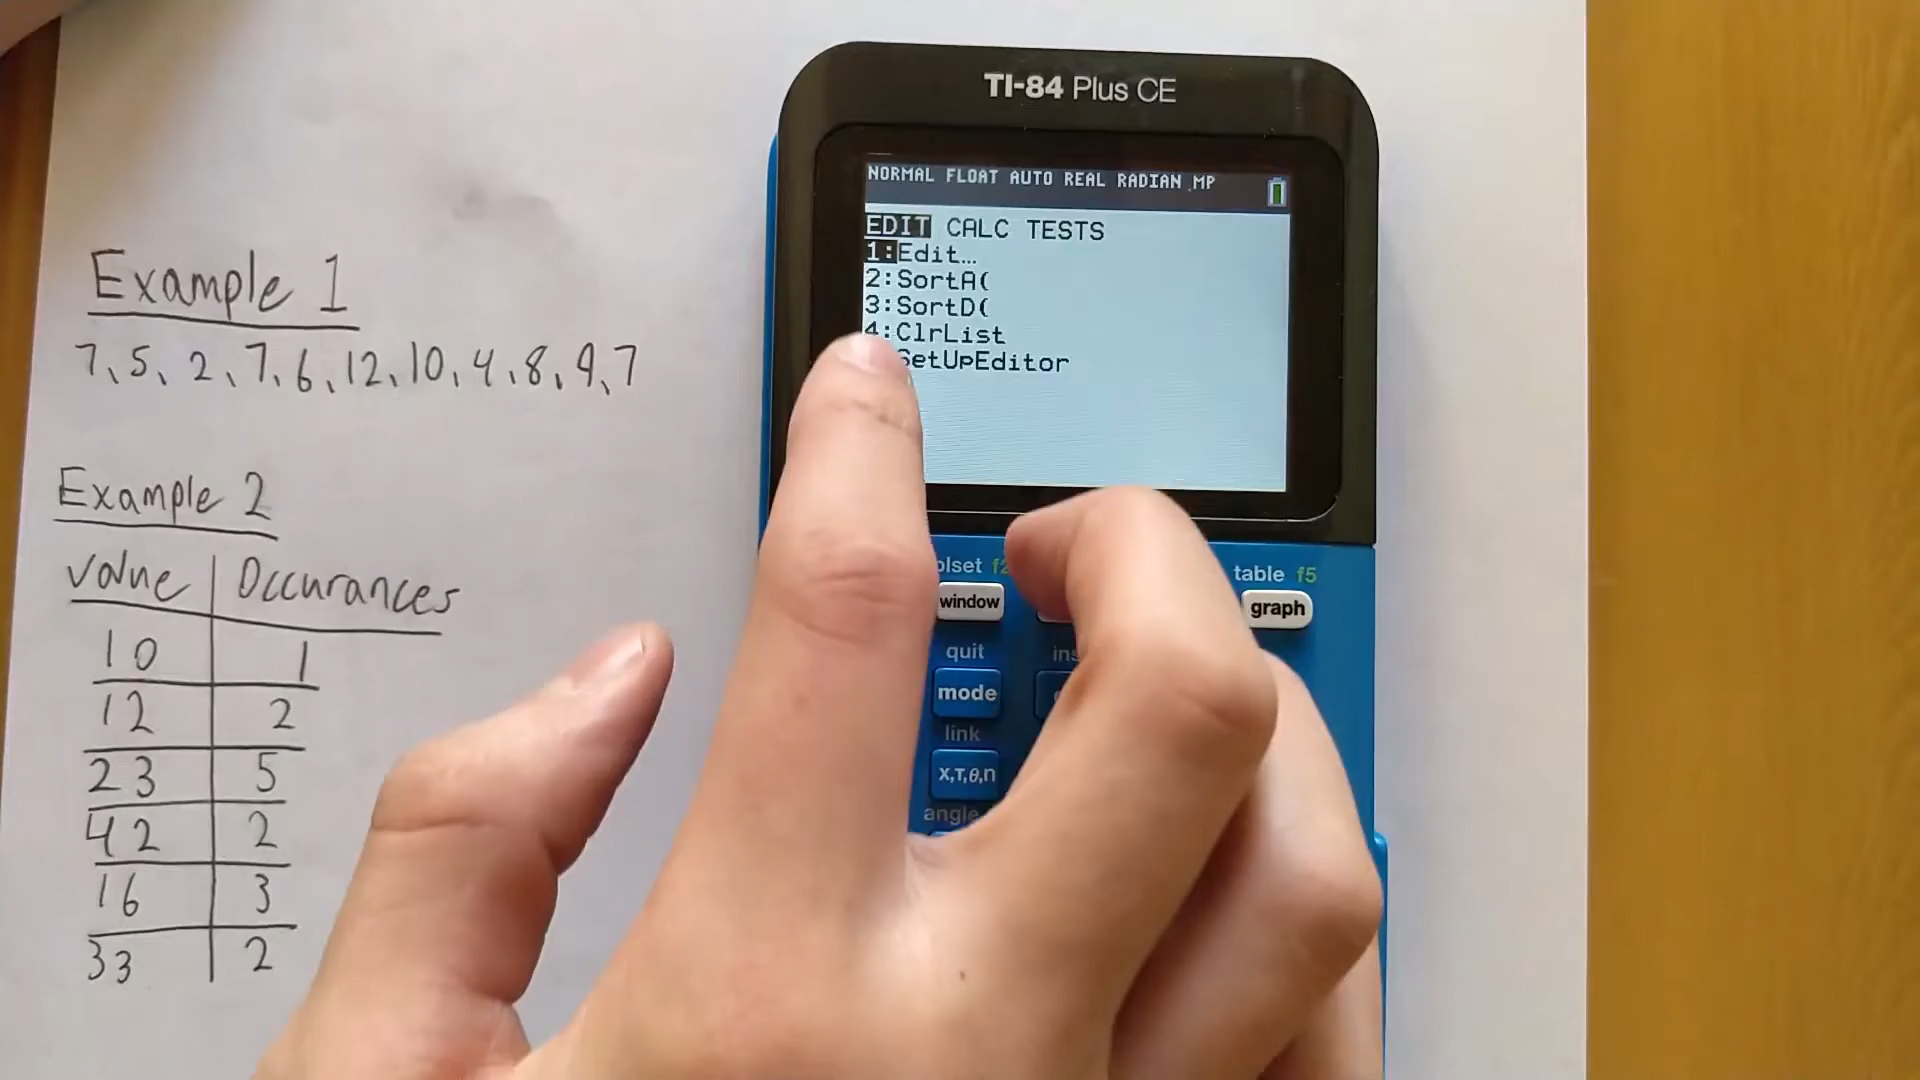 Example 1
7, 5, 2, 7, 6, 12, 10, 4, 8, 9, 7
Example 2
value Occurances
10 1
12 2
23 5
42 2
16 3
33 2
TI-84 Plus CE
NORMAL FLOAT AUTO REAL RADIAN MP
EDIT CALC TESTS
1:Edit…
2:SortA(
3:SortD(
4:ClrList
SetUpEditor
table f5
window graph
quit
mode
link
X,T,θ,n
angle